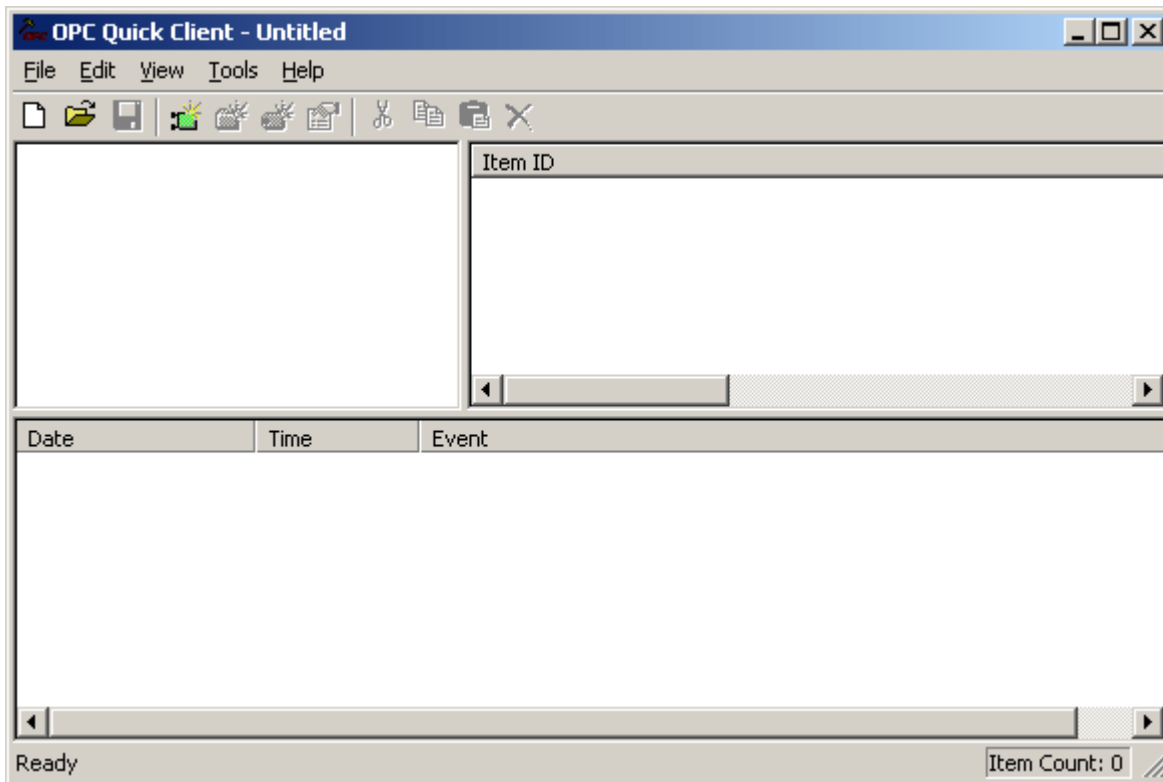 OPC Quick Client - Untitled
File Edit View Tools Help
Item ID
Date Time Event
Ready Item Count: 0